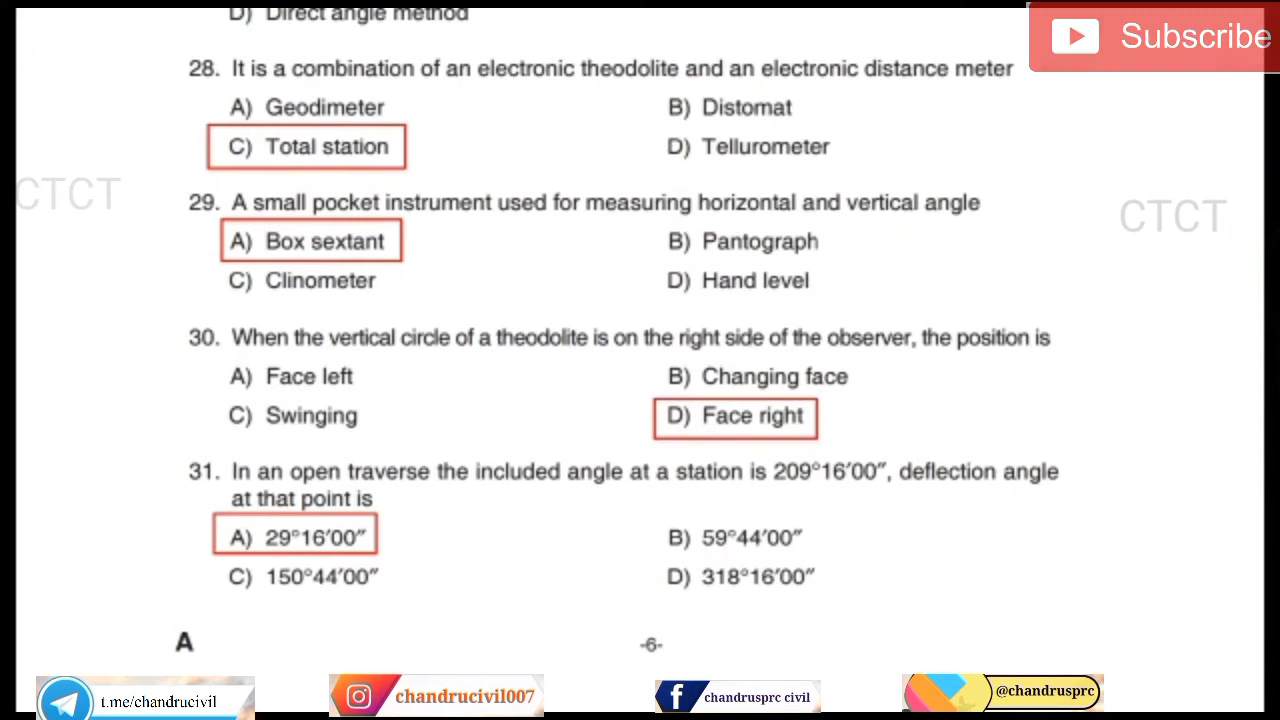 D) Direct angle method
Subscribe
28. It is a combination of an electronic theodolite and an electronic distance meter
A) Geodimeter B) Distomat
C) Total station D) Tellurometer
CTCT
29. A small pocket instrument used for measuring horizontal and vertical angle
CTCT
A) Box sextant B) Pantograph
C) Clinometer D) Hand level
30. When the vertical circle of a theodolite is on the right side of the observer, the position is
A) Face left B) Changing face
C) Swinging D) Face right
31. In an open traverse the included angle at a station is 209°16′00″, deflection angle
at that point is
A) 29°16′00″ B) 59°44′00″
C) 150°44′00″ D) 318°16′00″
A -6-
t.me/chandrucivil chandrucivil007 chandrusprc civil @chandrusprc